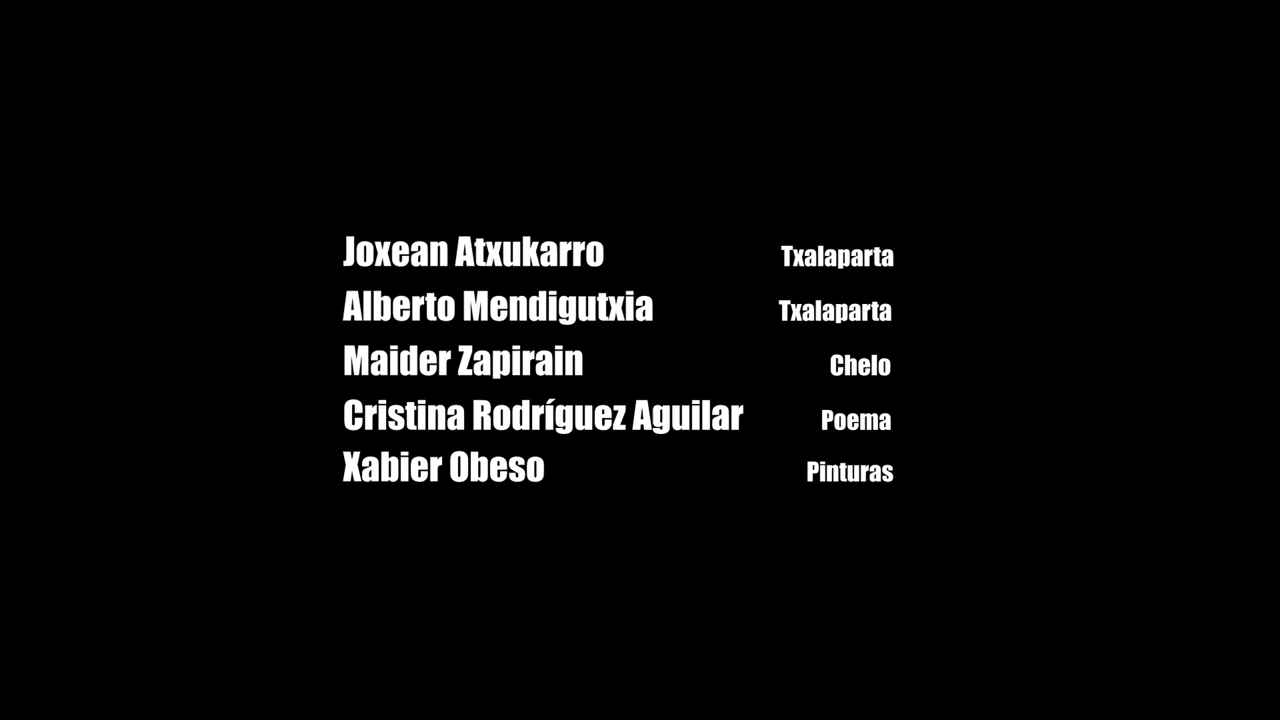 Joxean Atxukarro Txalaparta
Alberto Mendigutxia Txalaparta
Maider Zapirain Chelo
Cristina Rodríguez Aguilar Poema
Xabier Obeso Pinturas